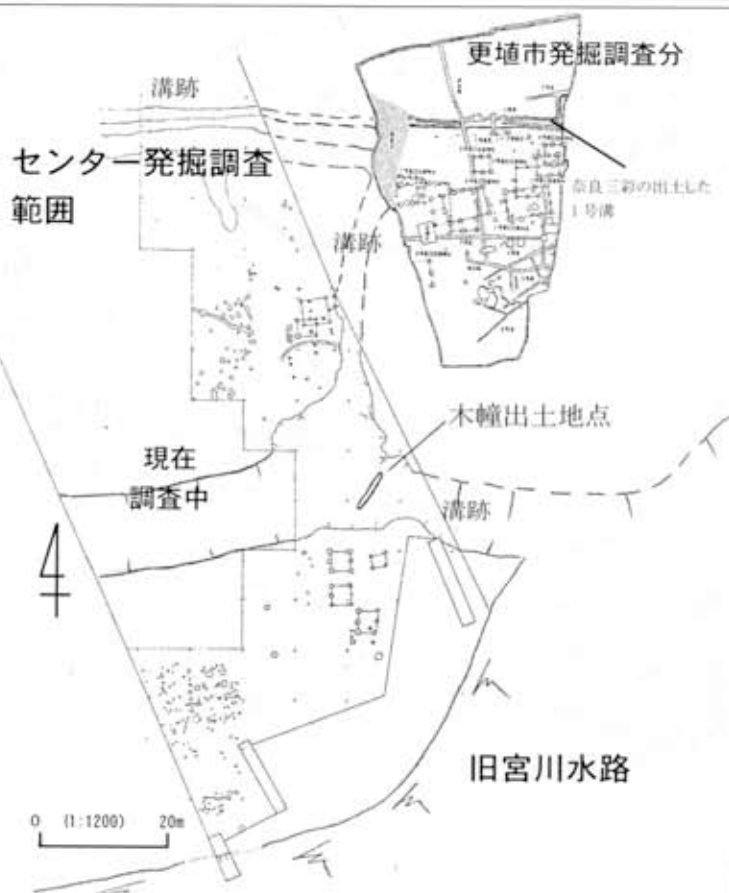 更埴市発掘調査分
溝跡
センター発掘調査
範囲
奈良三彩の出土した
1号溝
溝跡
木幢出土地点
現在
調査中
溝跡
旧宮川水路
0 (1:1200) 20m